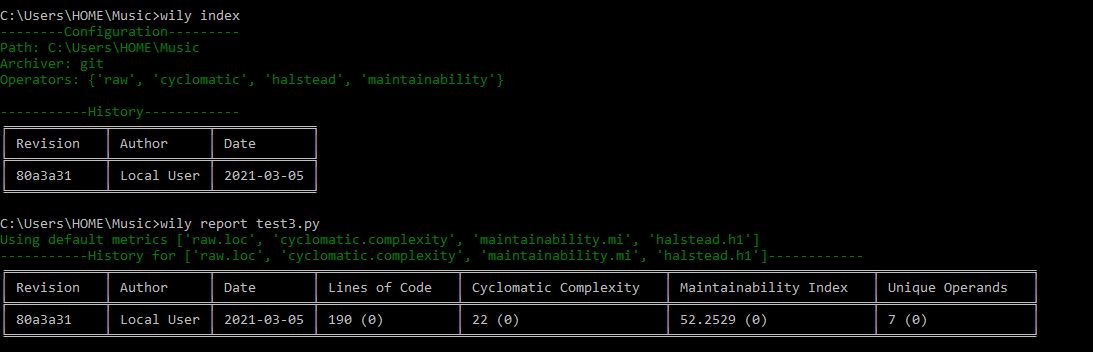 C:\Users\HOME\Music>wily index
--------Configuration---------
Path: C:\Users\HOME\Music
Archiver: git
Operators: {'raw', 'cyclomatic', 'halstead', 'maintainability'}
-----------History------------
Revision Author Date
80a3a31 Local User 2021-03-05
C:\Users\HOME\Music>wily report test3.py
Using default metrics ['raw.loc', 'cyclomatic.complexity', 'maintainability.mi', 'halstead.h1']
-----------History for ['raw.loc', 'cyclomatic.complexity', 'maintainability.mi', 'halstead.h1']------------
Revision Author Date Lines of Code Cyclomatic Complexity Maintainability Index Unique Operands
80a3a31 Local User 2021-03-05 190 (0) 22 (0) 52.2529 (0) 7 (0)